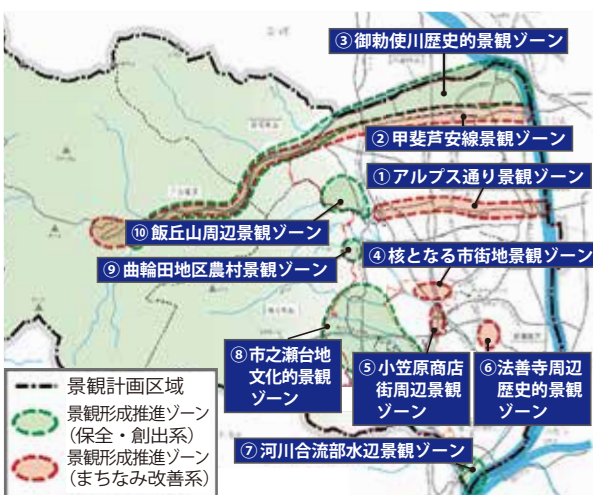 ③御勅使川歴史的景観ゾーン
②甲斐芦安線景観ゾーン
①アルプス通り景観ゾーン
⑩飯丘山周辺景観ゾーン
④核となる市街地景観ゾーン
⑨曲輪田地区農村景観ゾーン
⑧市之瀬台地
文化的景観
ゾーン
⑤小笠原商店
街周辺景観
ゾーン
⑥法善寺周辺
歴史的景観
ゾーン
⑦河川合流部水辺景観ゾーン
景観計画区域
景観形成推進ゾーン
(保全・創出系)
景観形成推進ゾーン
(まちなみ改善系)